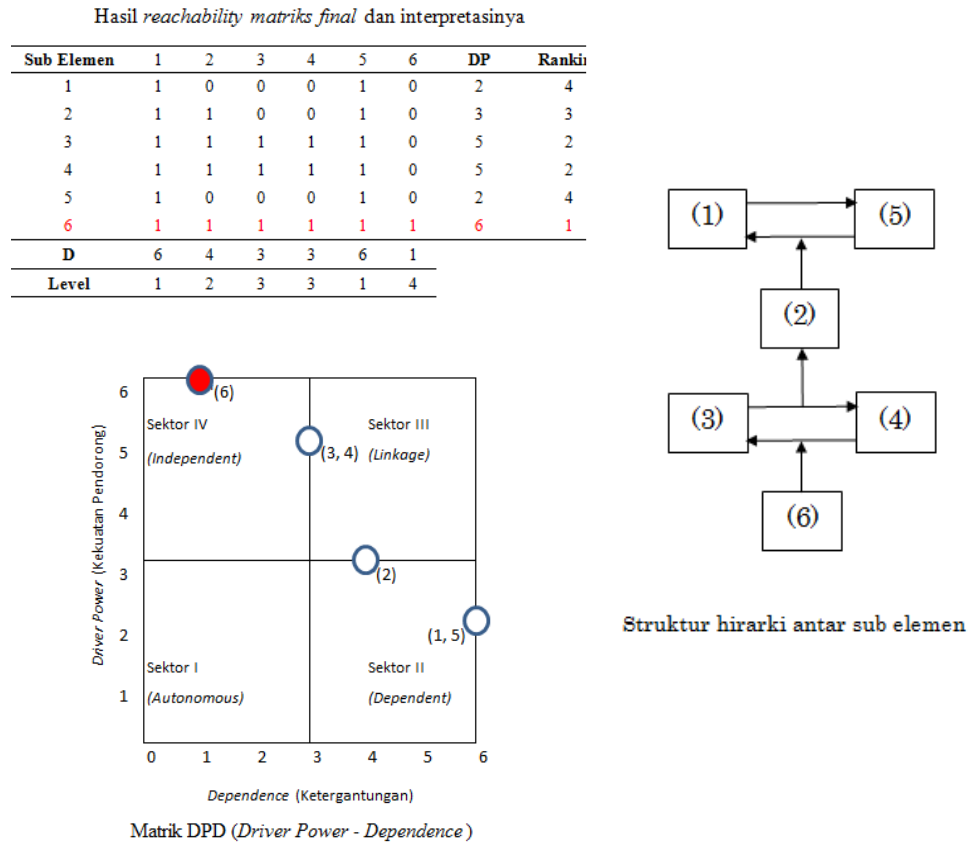 Hasil reachability matriks final dan interpretasinya
Sub Elemen 1 2 3 4 5 6 DP Rankin
1 1 0 0 0 1 0 2 4
2 1 1 0 0 1 0 3 3
3 1 1 1 1 1 0 5 2
4 1 1 1 1 1 0 5 2
5 1 0 0 0 1 0 2 4
6 1 1 1 1 1 1 6 1
D 6 4 3 3 6 1
Level 1 2 3 3 1 4
(1) (5)
(2)
(3) (4)
(6)
Struktur hirarki antar sub elemen
Driver Power (Kekuatan Pendorong)
6
5
4
3
2
1
(6)
Sektor IV
(Independent)
Sektor III
(Linkage)
(3, 4)
(2)
(1, 5)
Sektor I
(Autonomous)
Sektor II
(Dependent)
0 1 2 3 4 5 6
Dependence (Ketergantungan)
Matrik DPD (Driver Power - Dependence )